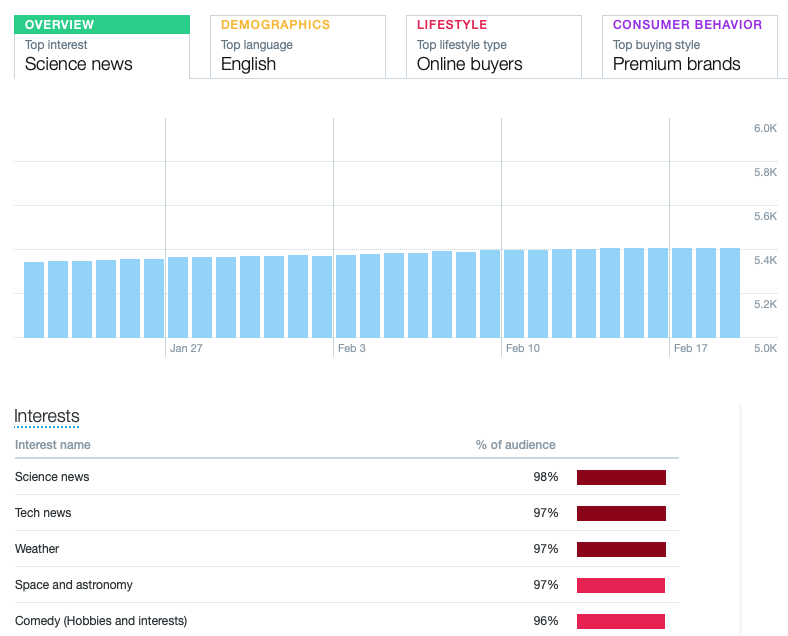 OVERVIEW
Top interest
Science news
DEMOGRAPHICS
Top language
English
LIFESTYLE
Top lifestyle type
Online buyers
CONSUMER BEHAVIOR
Top buying style
Premium brands
6.0K
5.8K
5.6K
5.4K
5.2K
5.0K
Jan 27
Feb 3
Feb 10
Feb 17
Interests
Interest name % of audience
Science news 98%
Tech news 97%
Weather 97%
Space and astronomy 97%
Comedy (Hobbies and interests) 96%